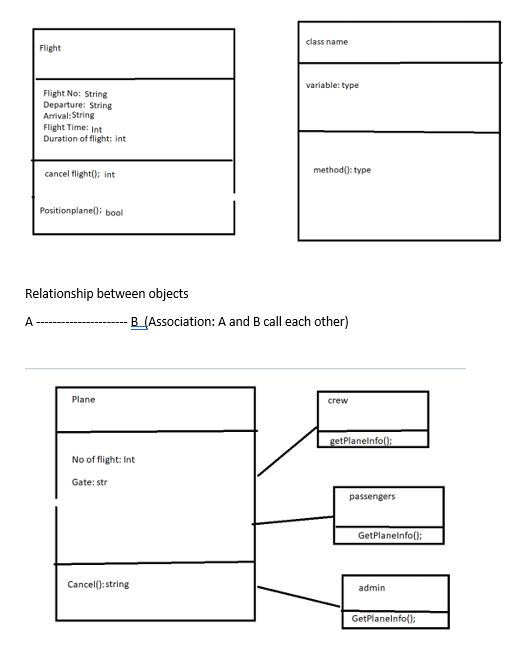 Flight
Flight No: String
Departure: String
Arrival:String
Flight Time: Int
Duration of flight: int
cancel flight(); int
Positionplane(); bool
class name
variable: type
method(): type
Relationship between objects
A ---------------------- B (Association: A and B call each other)
Plane
No of flight: Int
Gate: str
Cancel(): string
crew
getPlaneInfo();
passengers
GetPlaneInfo();
admin
GetPlaneInfo();